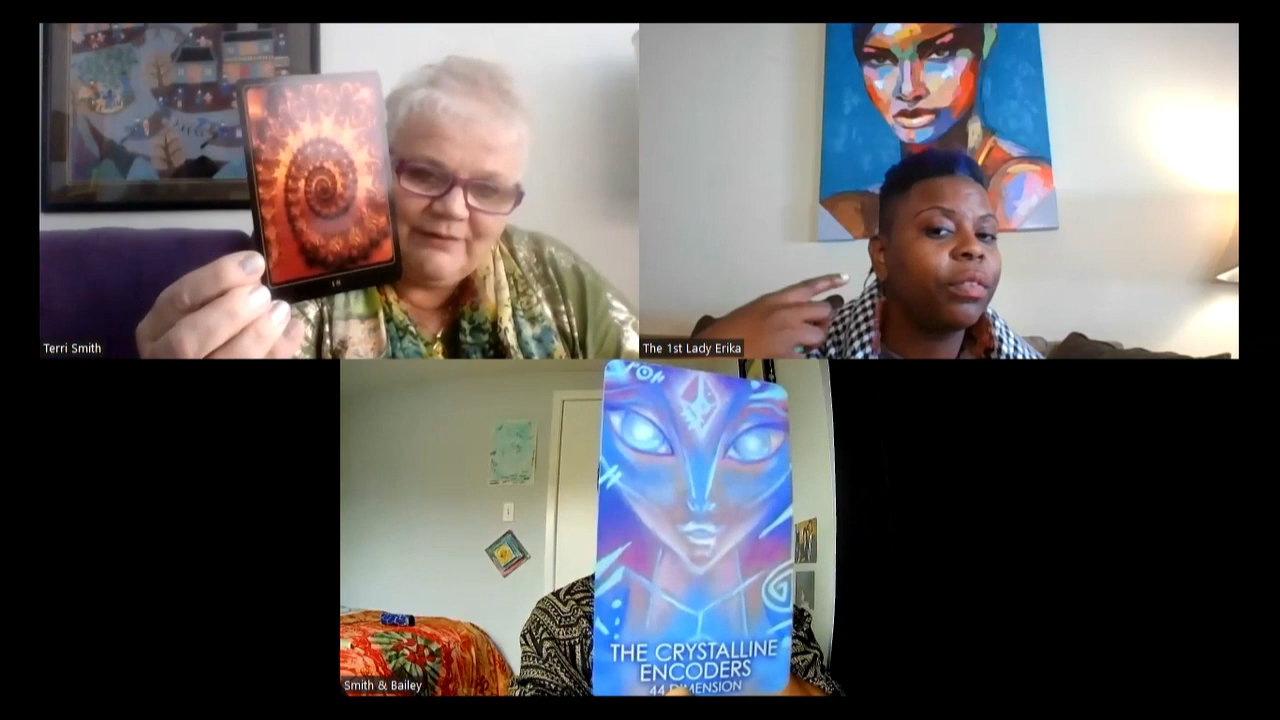 Terri Smith
The 1st Lady Erika
THE CRYSTALLINE
ENCODERS
44 DIMENSION
Smith & Bailey